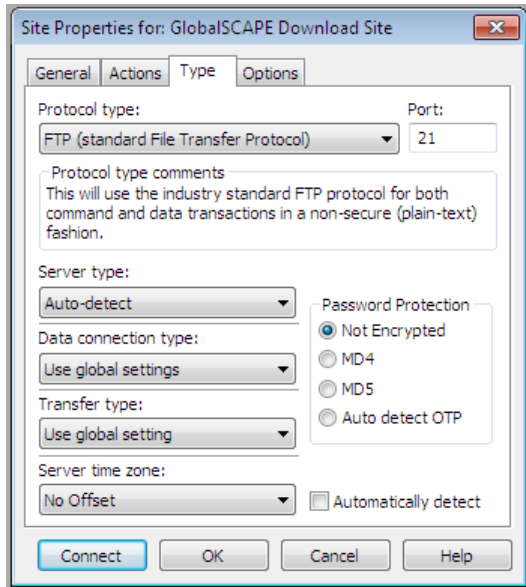 Site Properties for: GlobalSCAPE Download Site
General Actions Type Options
Protocol type: Port:
FTP (standard File Transfer Protocol) 21
Protocol type comments
This will use the industry standard FTP protocol for both
command and data transactions in a non-secure (plain-text)
fashion.
Server type:
Auto-detect
Data connection type:
Use global settings
Transfer type:
Use global setting
Server time zone:
No Offset
Password Protection
Not Encrypted
MD4
MD5
Auto detect OTP
Automatically detect
Connect OK Cancel Help